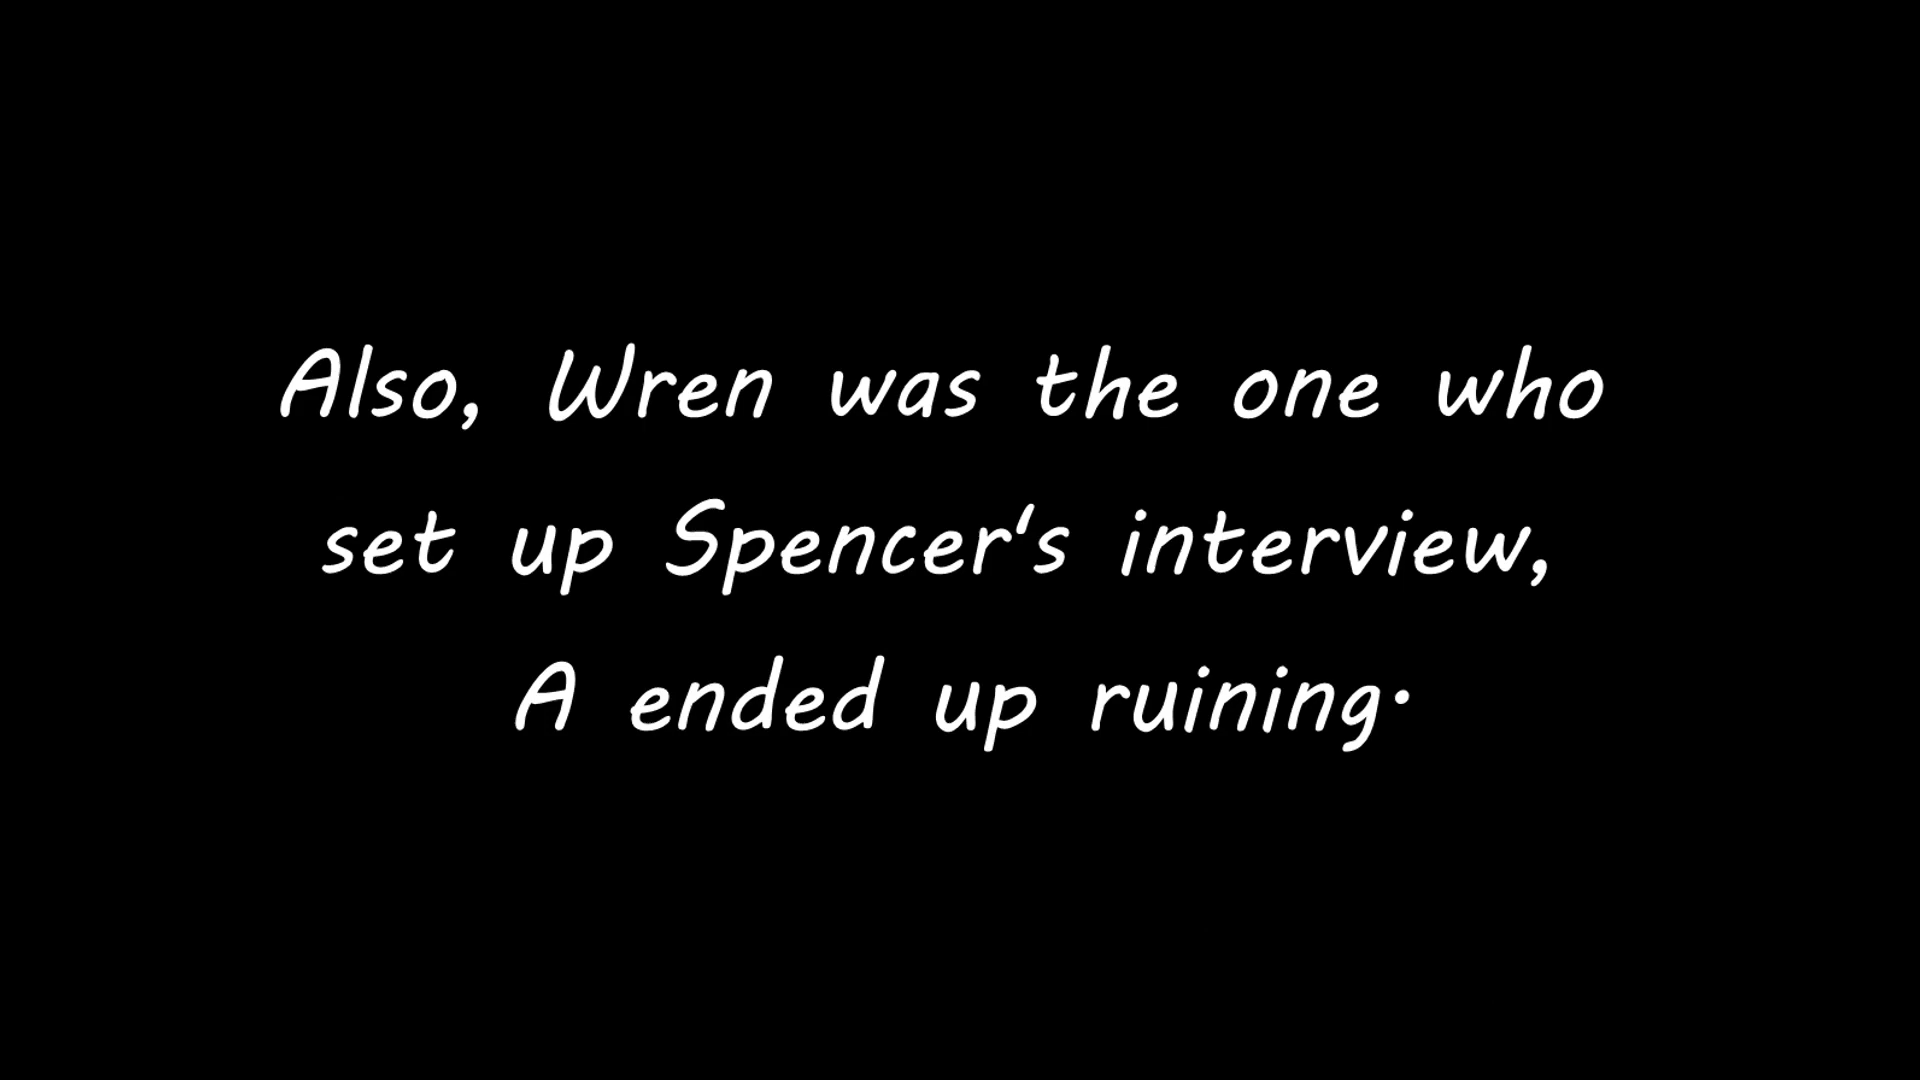 Also, Wren was the one who
set up Spencer's interview,
A ended up ruining.